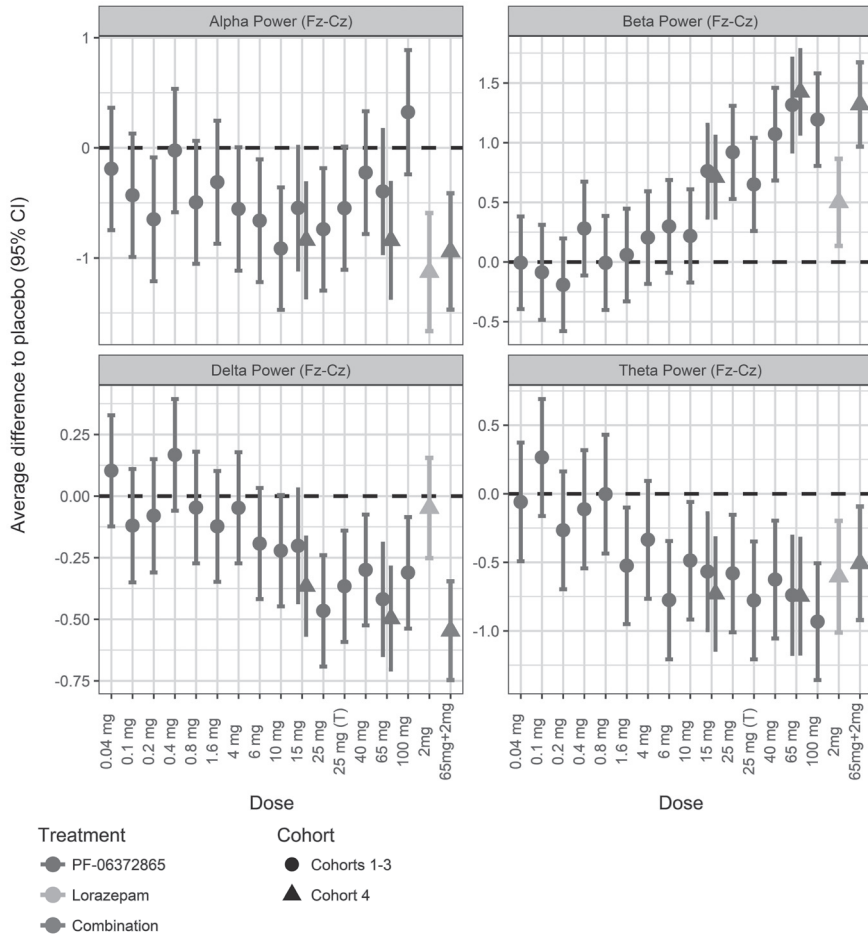 Alpha Power (Fz-Cz)
Beta Power (Fz-Cz)
1
0
-1
1.5
1.0
0.5
0.0
-0.5
Average difference to placebo (95% CI)
Delta Power (Fz-Cz)
Theta Power (Fz-Cz)
0.25
0.00
-0.25
-0.50
-0.75
0.5
0.0
-0.5
-1.0
0.04 mg
0.1 mg
0.2 mg
0.4 mg
0.8 mg
1.6 mg
4 mg
6 mg
10 mg
15 mg
25 mg
25 mg (T)
40 mg
65 mg
100 mg
2mg
65mg+2mg
0.04 mg
0.1 mg
0.2 mg
0.4 mg
0.8 mg
1.6 mg
4 mg
6 mg
10 mg
15 mg
25 mg
25 mg (T)
40 mg
65 mg
100 mg
2mg
65mg+2mg
Dose
Dose
Treatment
PF-06372865
Lorazepam
Combination
Cohort
Cohorts 1-3
Cohort 4